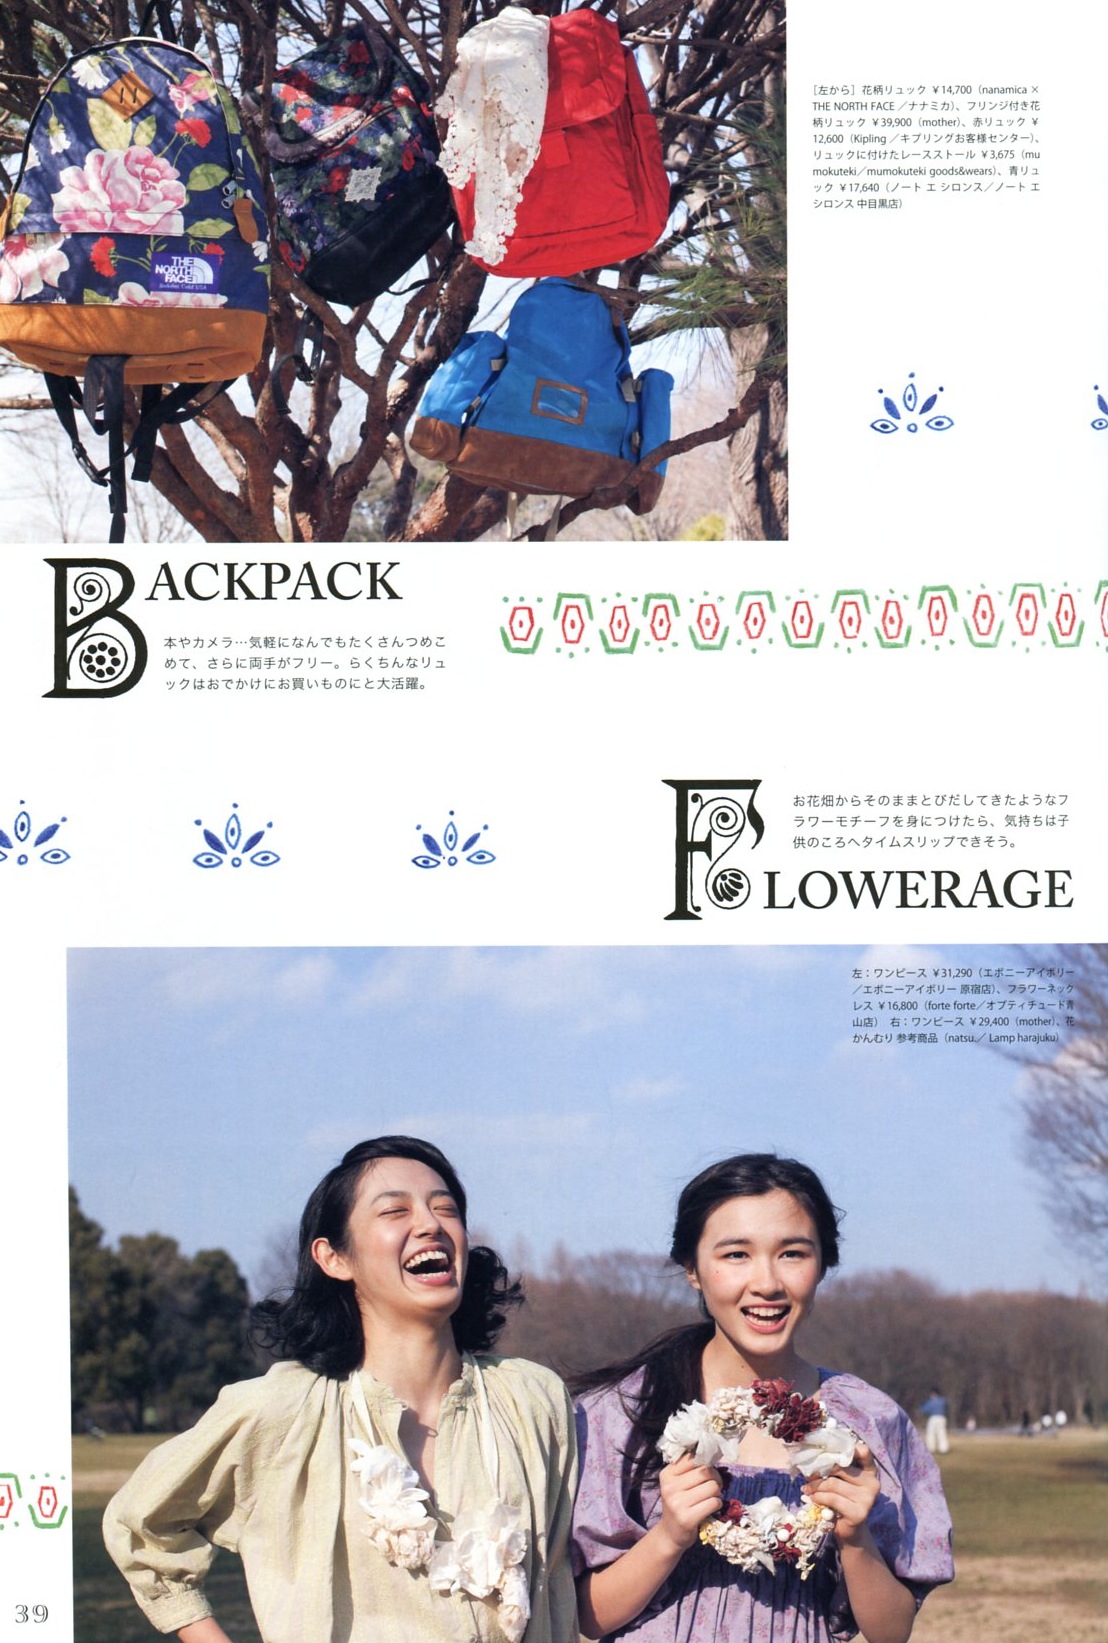 ［左から］花柄リュック ￥14,700（nanamica ×
THE NORTH FACE ／ナナミカ）、フリンジ付き花
柄リュック ￥39,900（mother）、赤リュック ￥
12,600（Kipling ／キプリングお客様センター）、
リュックに付けたレースストール ￥3,675（mu
mokuteki／mumokuteki goods&wears）、青リュ
ック ￥17,640（ノート エ シロンス／ノート エ
シロンス 中目黒店）
THE
NORTH
FACE
BACKPACK
本やカメラ…気軽になんでもたくさんつめこ
めて、さらに両手がフリー。らくちんなリュ
ックはおでかけにお買いものにと大活躍。
お花畑からそのままとびだしてきたようなフ
ラワーモチーフを身につけたら、気持ちは子
供のころへタイムスリップできそう。
FLOWERAGE
左：ワンピース ￥31,290（エボニーアイボリー
／エボニーアイボリー 原宿店）、フラワーネック
レス ￥16,800（forte forte／オプティチュード青
山店） 右：ワンピース ￥29,400（mother）、花
かんむり 参考商品（natsu.／ Lamp harajuku）
39